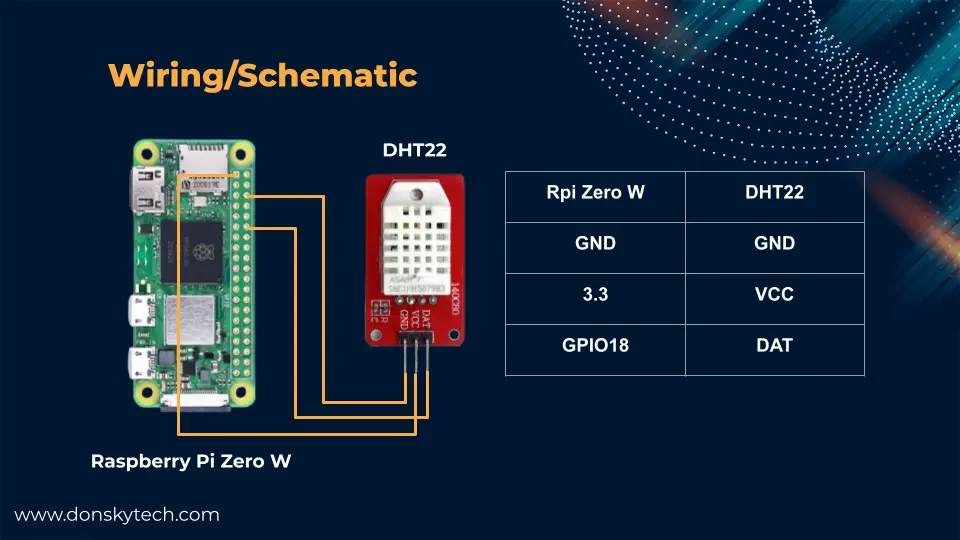 Wiring/Schematic
DHT22
Rpi Zero W DHT22
GND GND
3.3 VCC
GPIO18 DAT
GND
VCC
DAT
C
R
Raspberry Pi Zero W
www.donskytech.com